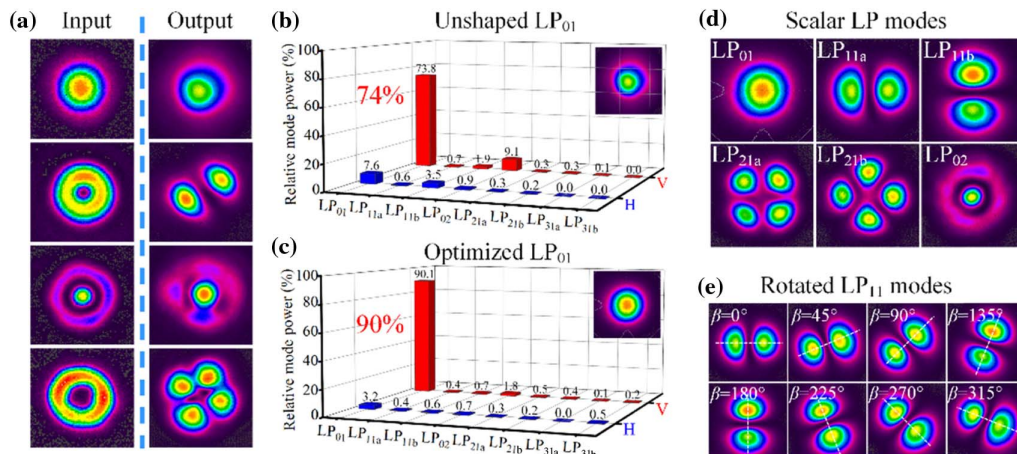 (a) Input Output
(b) Unshaped LP01
Relative mode power (%)
100
80
60
40
20
0
74%
73.8
0.7
1.9
9.1
0.3
0.3
0.1
0.0
7.6
0.6
3.5
0.9
0.3
0.2
0.0
0.0
LP01 LP11a LP11b LP02 LP21a LP21b LP31a LP31b
V
H
(c) Optimized LP01
Relative mode power (%)
100
80
60
40
20
0
90%
90.1
0.4
0.7
1.8
0.5
0.4
0.1
0.2
3.2
0.4
0.6
0.7
0.3
0.2
0.0
0.5
LP01 LP11a LP11b LP02 LP21a LP21b LP31a LP31b
V
H
(d) Scalar LP modes
LP01 LP11a LP11b
LP21a LP21b LP02
(e) Rotated LP11 modes
β=0° β=45° β=90° β=135°
β=180° β=225° β=270° β=315°